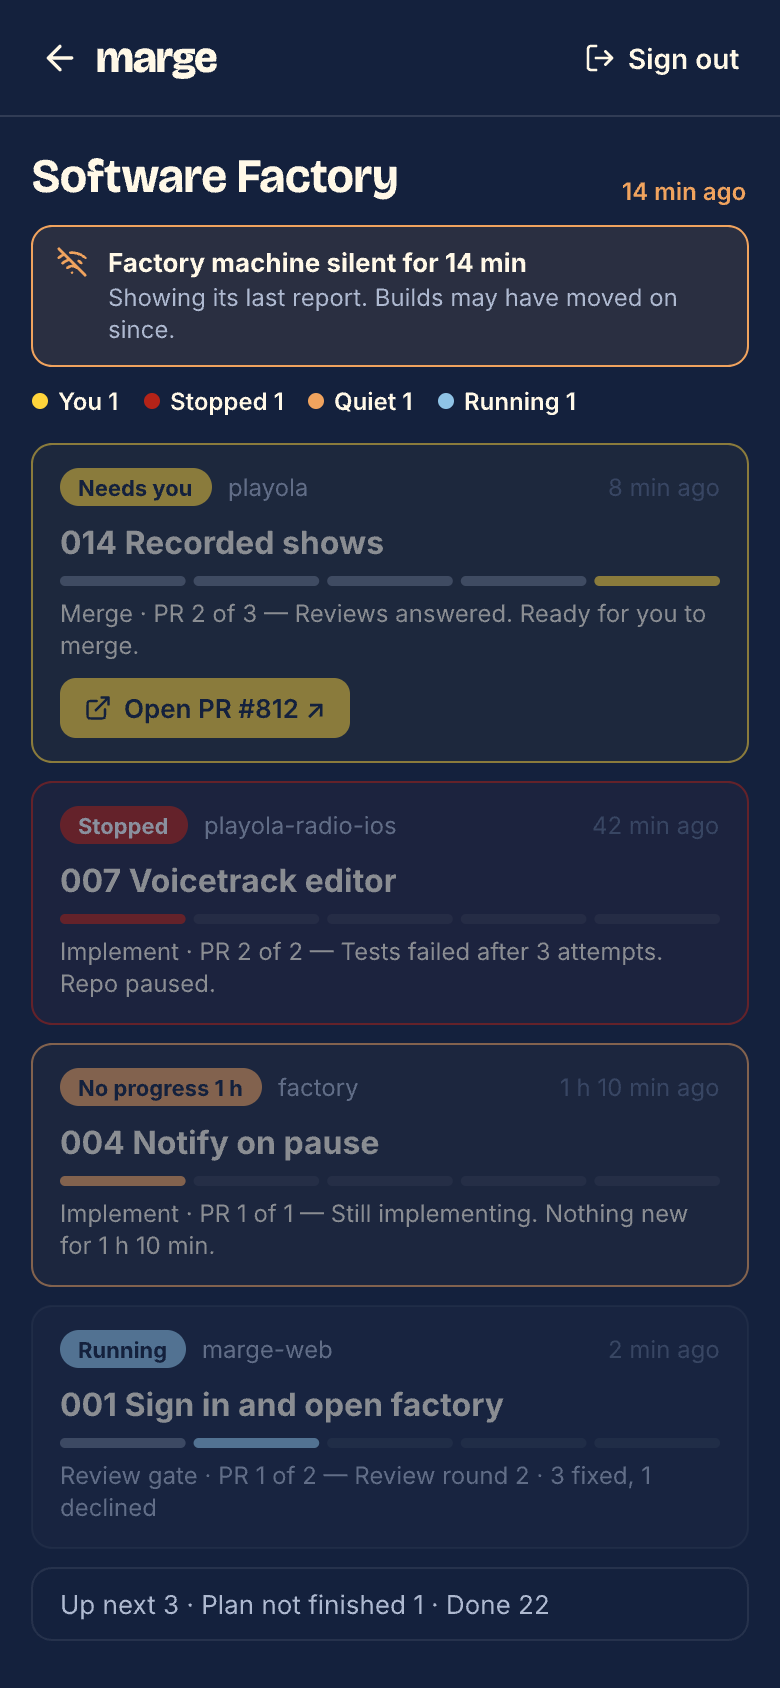 marge
Sign out
Software Factory
14 min ago
Factory machine silent for 14 min
Showing its last report. Builds may have moved on
since.
You 1
Stopped 1
Quiet 1
Running 1
Needs you
playola
8 min ago
014 Recorded shows
Merge · PR 2 of 3 — Reviews answered. Ready for you to
merge.
Open PR #812 ↗
Stopped
playola-radio-ios
42 min ago
007 Voicetrack editor
Implement · PR 2 of 2 — Tests failed after 3 attempts.
Repo paused.
No progress 1 h
factory
1 h 10 min ago
004 Notify on pause
Implement · PR 1 of 1 — Still implementing. Nothing new
for 1 h 10 min.
Running
marge-web
2 min ago
001 Sign in and open factory
Review gate · PR 1 of 2 — Review round 2 · 3 fixed, 1
declined
Up next 3 · Plan not finished 1 · Done 22